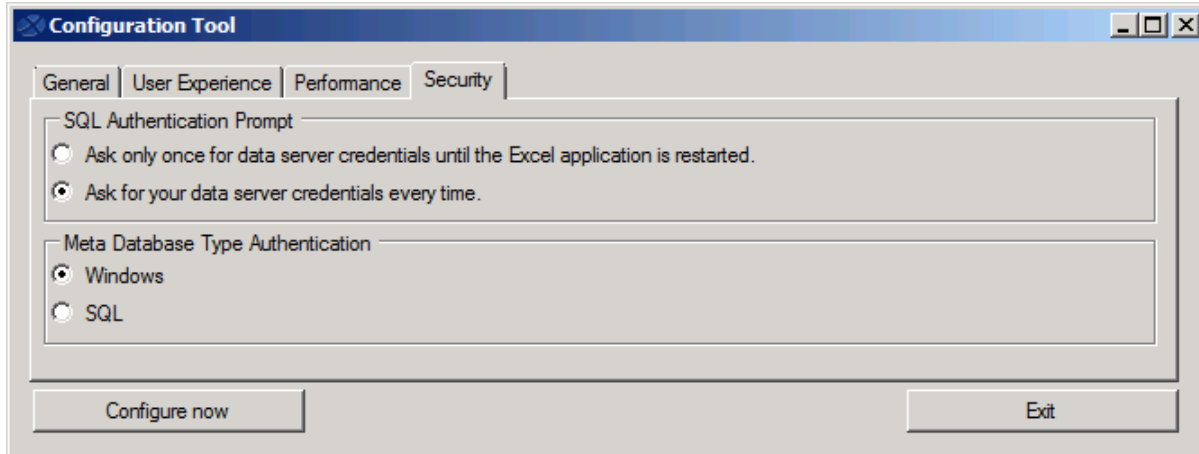 Configuration Tool
General User Experience Performance Security
SQL Authentication Prompt
Ask only once for data server credentials until the Excel application is restarted.
Ask for your data server credentials every time.
Meta Database Type Authentication
Windows
SQL
Configure now Exit